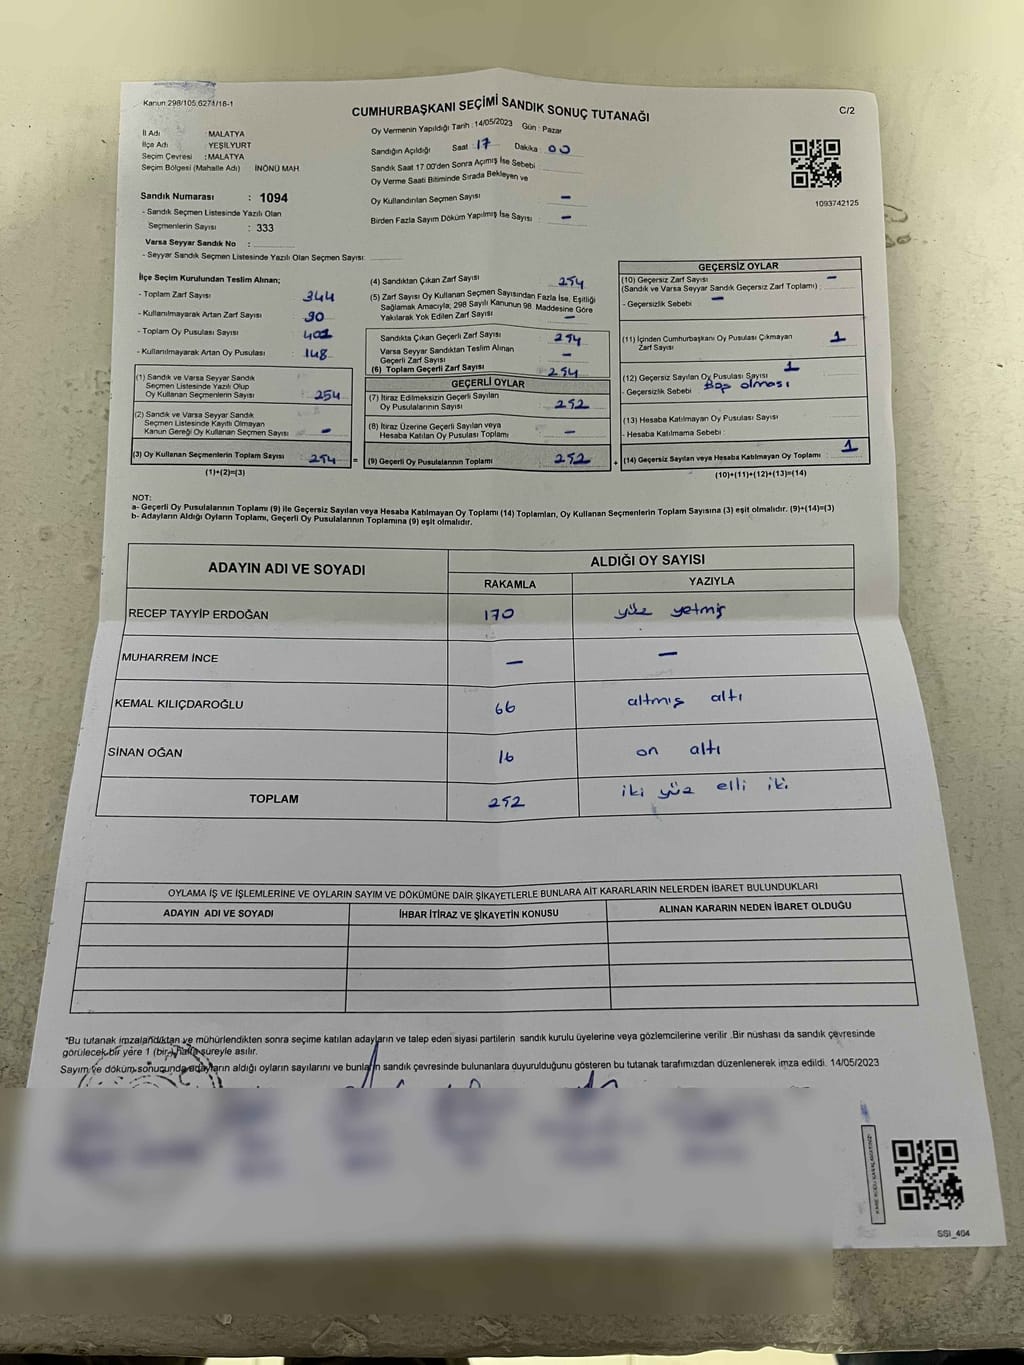 Kanun 298/105,6271/18-1
CUMHURBAŞKANI SEÇİMİ SANDIK SONUÇ TUTANAĞI
C/2
İl Adı : MALATYA
İlçe Adı : YEŞİLYURT
Seçim Çevresi : MALATYA
Seçim Bölgesi (Mahalle Adı) İNÖNÜ MAH.
Sandık Numarası : 1094
- Sandık Seçmen Listesinde Yazılı Olan
Seçmenlerin Sayısı : 333
Varsa Seyyar Sandık No :
- Seyyar Sandık Seçmen Listesinde Yazılı Olan Seçmen Sayısı:
Oy Vermenin Yapıldığı Tarih : 14/05/2023 Gün : Pazar
Sandığın Açıldığı Saat : 17 Dakika : 00
Sandık Saat 17:00'den Sonra Açımış İse Sebebi :
Oy Verme Saati Bitiminde Sırada Bekleyen ve
Oy Kullandırılan Seçmen Sayısı : –
Birden Fazla Sayım Döküm Yapılmış İse Sayısı : –
1093742125
İlçe Seçim Kurulundan Teslim Alınan;
- Toplam Zarf Sayısı : 344
- Kullanılmayarak Artan Zarf Sayısı : 90
- Toplam Oy Pusulası Sayısı : 402
- Kullanılmayarak Artan Oy Pusulası : 148
(1) Sandık ve Varsa Seyyar Sandık
Seçmen Listesinde Yazılı Olup
Oy Kullanan Seçmenlerin Sayısı : 254
(2) Sandık ve Varsa Seyyar Sandık
Seçmen Listesinde Kayıtlı Olmayan
Kanun Gereği Oy Kullanan Seçmen Sayısı : –
(3) Oy Kullanan Seçmenlerin Toplam Sayısı : 254 =
(1)+(2)=(3)
(4) Sandıktan Çıkan Zarf Sayısı : 254
(5) Zarf Sayısı Oy Kullanan Seçmen Sayısından Fazla İse, Eşitliği
Sağlamak Amacıyla; 298 Sayılı Kanunun 98. Maddesine Göre
Yakılarak Yok Edilen Zarf Sayısı : –
Sandıkta Çıkan Geçerli Zarf Sayısı : 254
Varsa Seyyar Sandıktan Teslim Alınan
Geçerli Zarf Sayısı : –
(6) Toplam Geçerli Zarf Sayısı : 254
GEÇERLİ OYLAR
(7) İtiraz Edilmeksizin Geçerli Sayılan
Oy Pusulalarının Sayısı : 252
(8) İtiraz Üzerine Geçerli Sayılan veya
Hesaba Katılan Oy Pusulası Toplamı : –
(9) Geçerli Oy Pusulalarının Toplamı : 252 +
GEÇERSİZ OYLAR
(10) Geçersiz Zarf Sayısı : –
(Sandık ve Varsa Seyyar Sandık Geçersiz Zarf Toplamı) :
- Geçersizlik Sebebi : –
(11) İçinden Cumhurbaşkanı Oy Pusulası Çıkmayan
Zarf Sayısı : 1
(12) Geçersiz Sayılan Oy Pusulası Sayısı : 1
- Geçersizlik Sebebi : Boş olması
(13) Hesaba Katılmayan Oy Pusulası Sayısı :
- Hesaba Katılmama Sebebi :
(14) Geçersiz Sayılan veya Hesaba Katılmayan Oy Toplamı : 1
(10)+(11)+(12)+(13)=(14)
NOT:
a- Geçerli Oy Pusulalarının Toplamı (9) ile Geçersiz Sayılan veya Hesaba Katılmayan Oy Toplamı (14) Toplamları, Oy Kullanan Seçmenlerin Toplam Sayısına (3) eşit olmalıdır. (9)+(14)=(3)
b- Adayların Aldığı Oyların Toplamı, Geçerli Oy Pusulalarının Toplamına (9) eşit olmalıdır.
ADAYIN ADI VE SOYADI ALDIĞI OY SAYISI
RAKAMLA YAZIYLA
RECEP TAYYİP ERDOĞAN 170 yüz yetmiş
MUHARREM İNCE – –
KEMAL KILIÇDAROĞLU 66 altmış altı
SİNAN OĞAN 16 on altı
TOPLAM 252 iki yüz elli iki
OYLAMA İŞ VE İŞLEMLERİNE VE OYLARIN SAYIM VE DÖKÜMÜNE DAİR ŞİKAYETLERLE BUNLARA AİT KARARLARIN NELERDEN İBARET BULUNDUKLARI
ADAYIN ADI VE SOYADI İHBAR İTİRAZ VE ŞİKAYETİN KONUSU ALINAN KARARIN NEDEN İBARET OLDUĞU
*Bu tutanak imzalandıktan ve mühürlendikten sonra seçime katılan adayların ve talep eden siyasi partilerin sandık kurulu üyelerine veya gözlemcilerine verilir .Bir nüshası da sandık çevresinde
görülecek bir yere 1 (bir) hafta süreyle asılır.
Sayım ve döküm sonucunda adayların aldığı oyların sayılarını ve bunların sandık çevresinde bulunanlara duyurulduğunu gösteren bu tutanak tarafımızdan düzenlenerek imza edildi. 14/05/2023
SSI_404